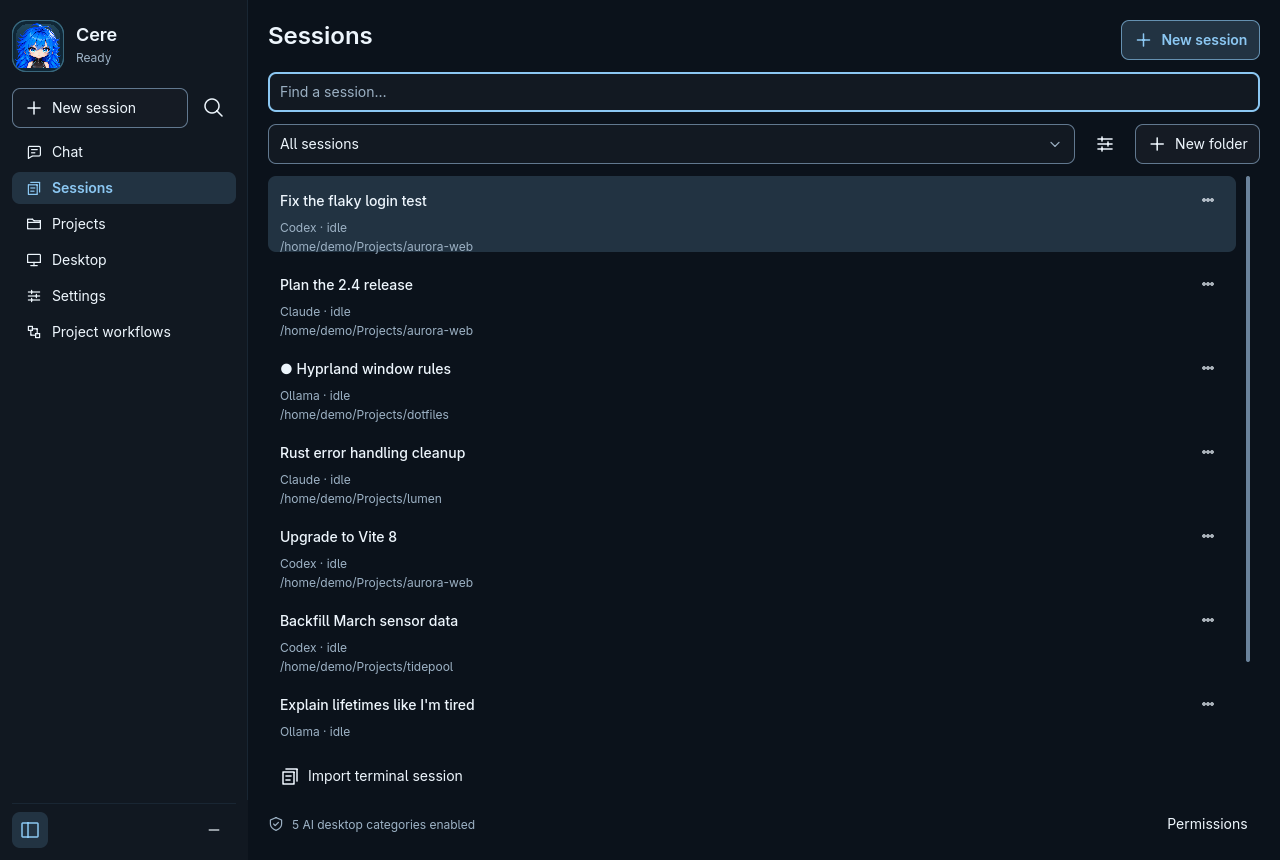 Cere
Ready
New session
Chat
Sessions
Projects
Desktop
Settings
Project workflows
Sessions
New session
Find a session...
All sessions
New folder
Fix the flaky login test
Codex · idle
/home/demo/Projects/aurora-web
Plan the 2.4 release
Claude · idle
/home/demo/Projects/aurora-web
Hyprland window rules
Ollama · idle
/home/demo/Projects/dotfiles
Rust error handling cleanup
Claude · idle
/home/demo/Projects/lumen
Upgrade to Vite 8
Codex · idle
/home/demo/Projects/aurora-web
Backfill March sensor data
Codex · idle
/home/demo/Projects/tidepool
Explain lifetimes like I'm tired
Ollama · idle
Import terminal session
5 AI desktop categories enabled
Permissions